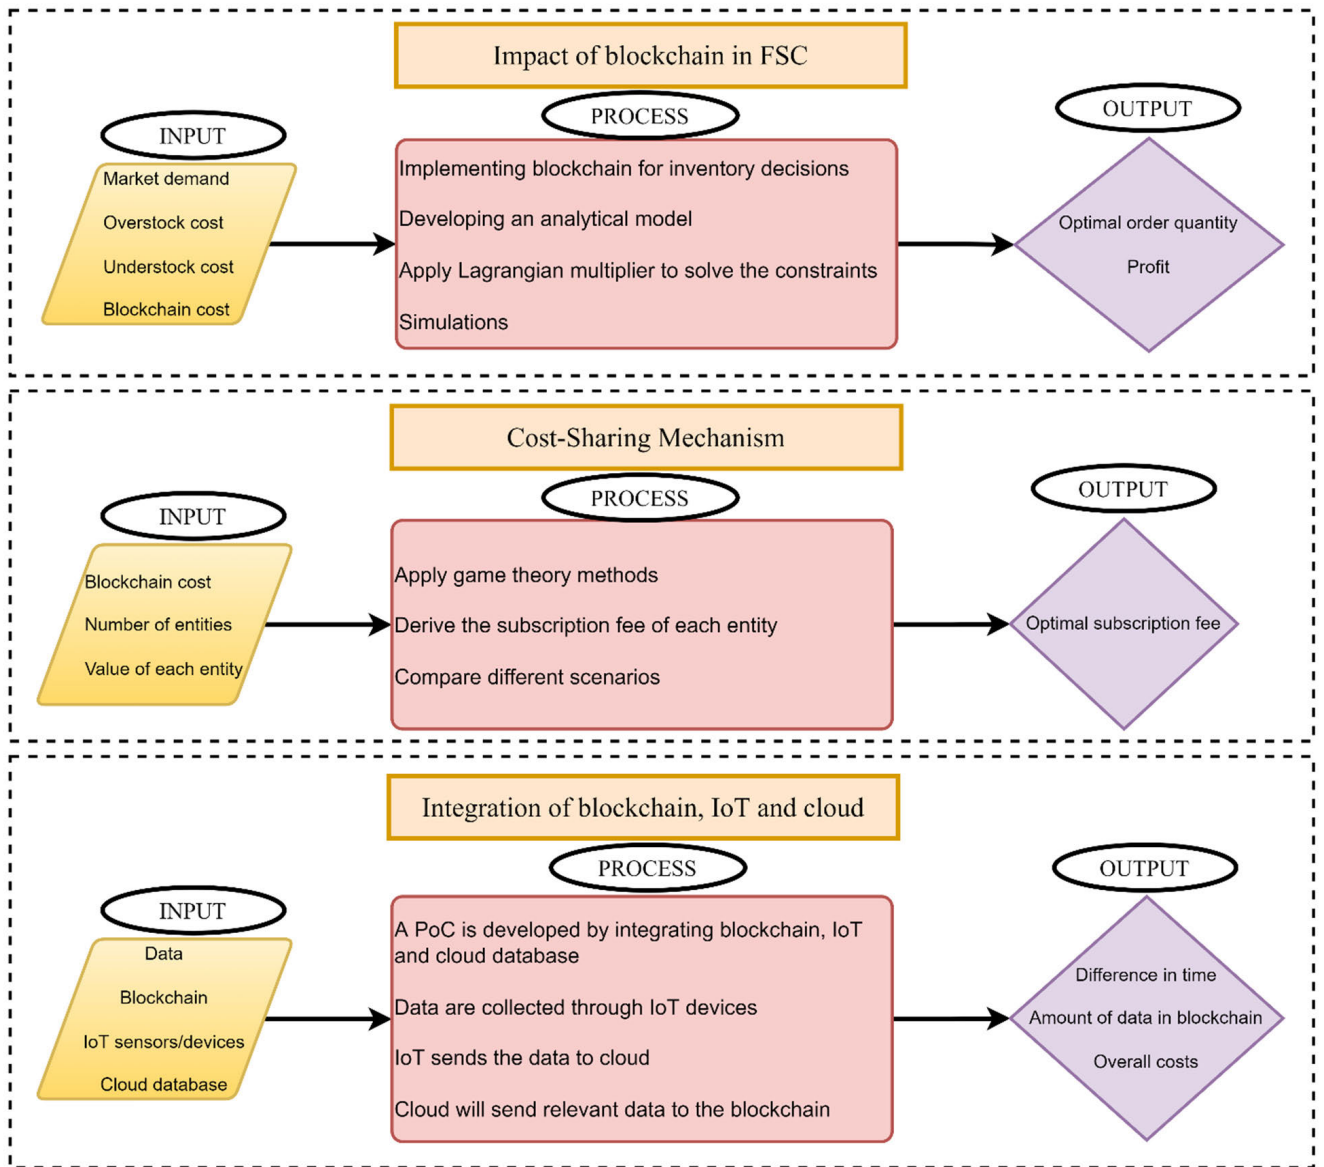 Impact of blockchain in FSC
INPUT
PROCESS
OUTPUT
Market demand
Overstock cost
Understock cost
Blockchain cost
Implementing blockchain for inventory decisions
Developing an analytical model
Apply Lagrangian multiplier to solve the constraints
Simulations
Optimal order quantity
Profit
Cost-Sharing Mechanism
INPUT
PROCESS
OUTPUT
Blockchain cost
Number of entities
Value of each entity
Apply game theory methods
Derive the subscription fee of each entity
Compare different scenarios
Optimal subscription fee
Integration of blockchain, IoT and cloud
INPUT
PROCESS
OUTPUT
Data
Blockchain
IoT sensors/devices
Cloud database
A PoC is developed by integrating blockchain, IoT
and cloud database
Data are collected through IoT devices
IoT sends the data to cloud
Cloud will send relevant data to the blockchain
Difference in time
Amount of data in blockchain
Overall costs